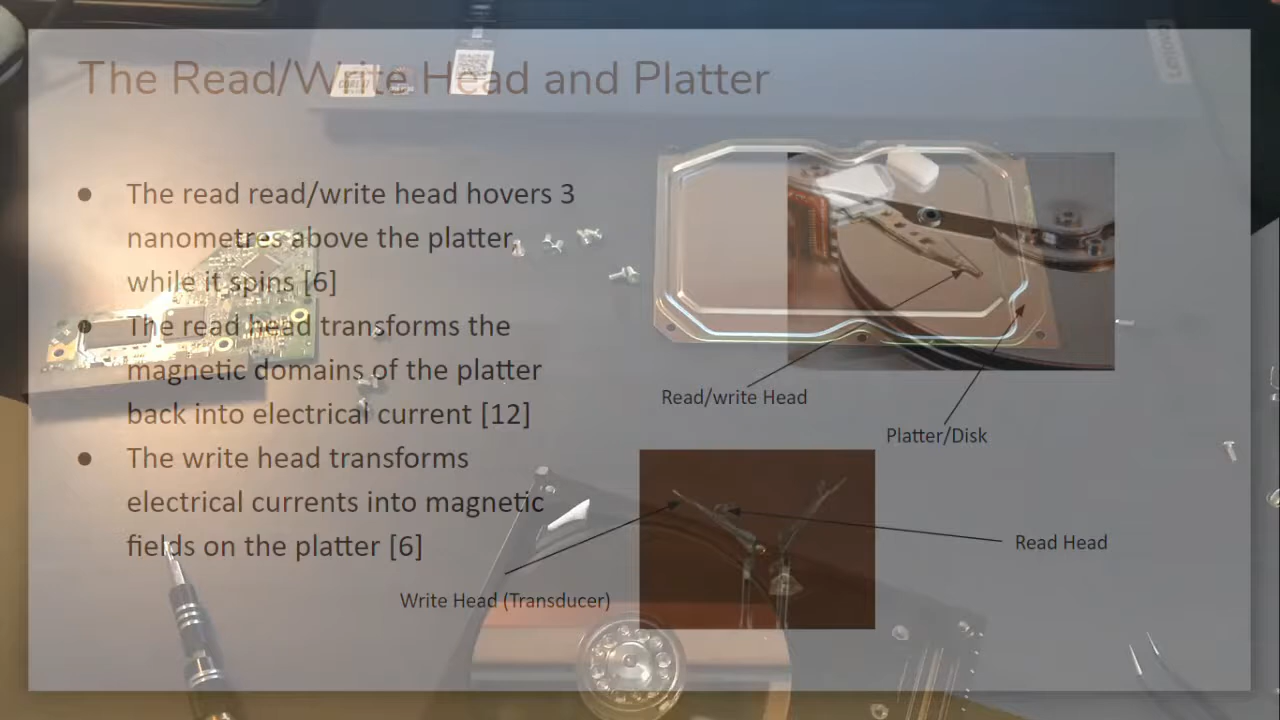 The Read/Write Head and Platter
● The read read/write head hovers 3
nanometres above the platter
while it spins [6]
● The read head transforms the
magnetic domains of the platter
back into electrical current [12]
● The write head transforms
electrical currents into magnetic
fields on the platter [6]
Read/write Head
Platter/Disk
Write Head (Transducer)
Read Head
Lenovo
CORE i7